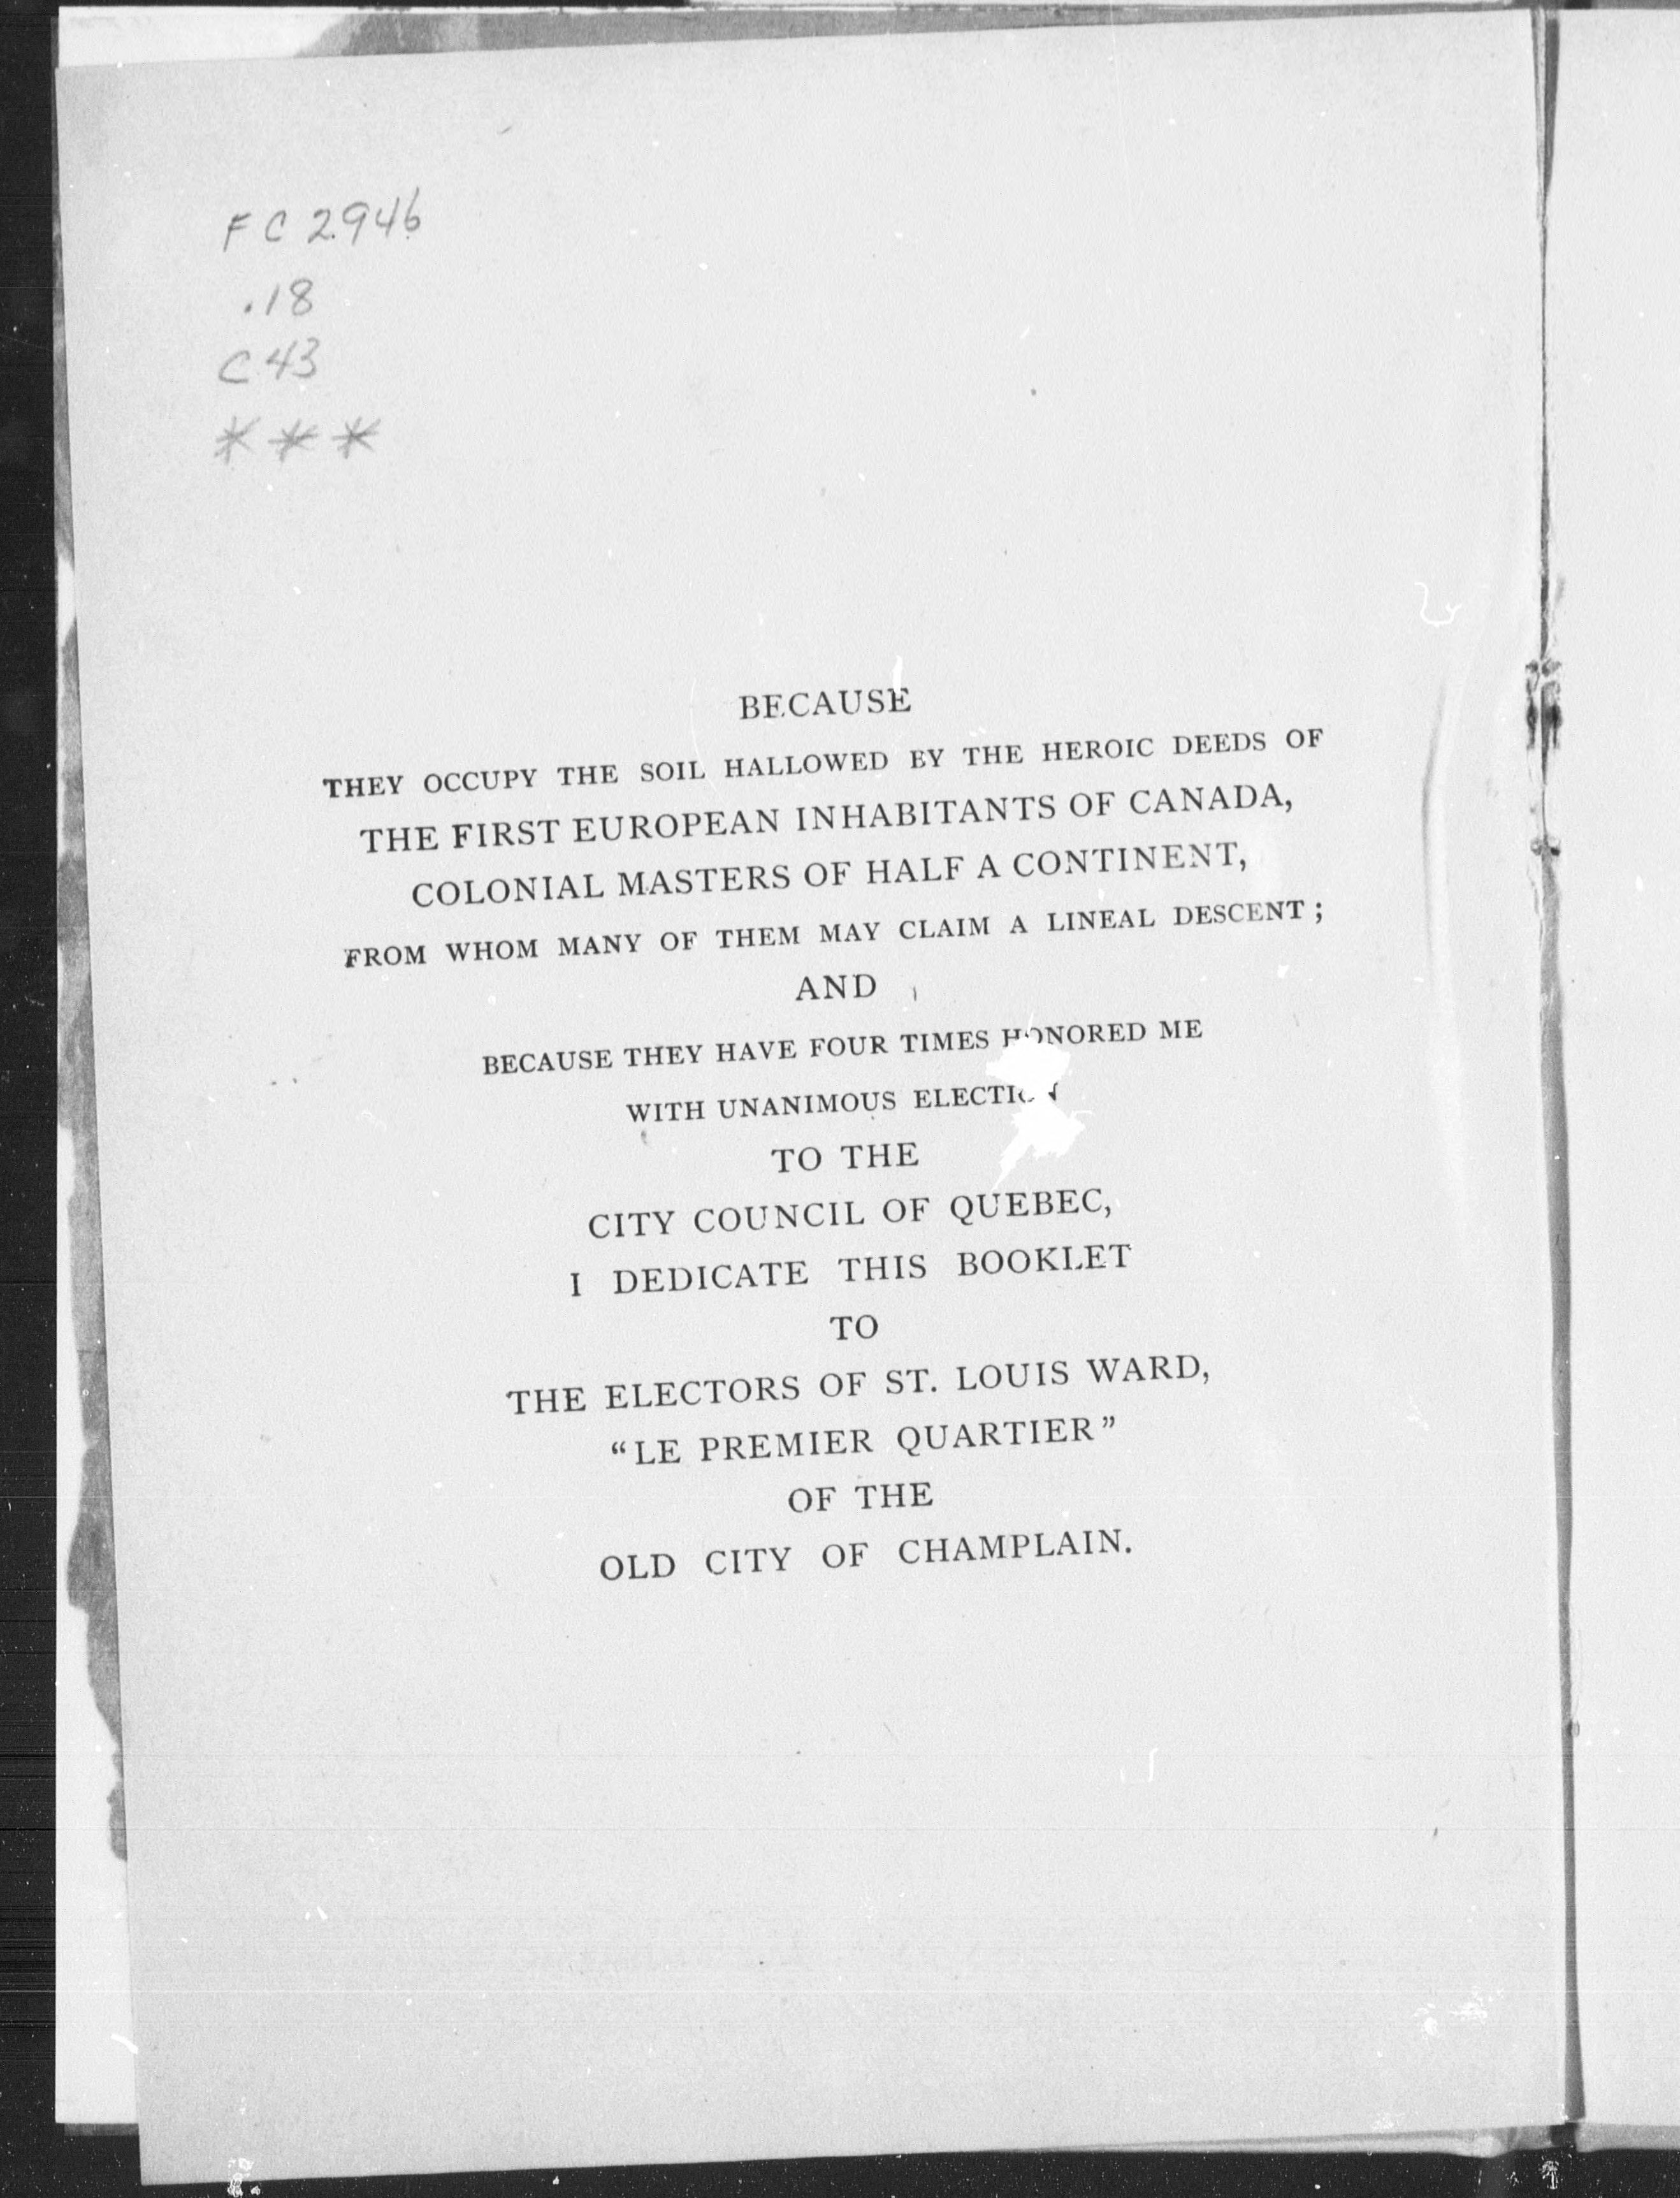 FC 2946
.18
C43
***
BECAUSE
THEY OCCUPY THE SOIL HALLOWED BY THE HEROIC DEEDS OF
THE FIRST EUROPEAN INHABITANTS OF CANADA,
COLONIAL MASTERS OF HALF A CONTINENT,
FROM WHOM MANY OF THEM MAY CLAIM A LINEAL DESCENT;
AND
BECAUSE THEY HAVE FOUR TIMES HONORED ME
WITH UNANIMOUS ELECTION
TO THE
CITY COUNCIL OF QUEBEC,
I DEDICATE THIS BOOKLET
TO
THE ELECTORS OF ST. LOUIS WARD,
“LE PREMIER QUARTIER”
OF THE
OLD CITY OF CHAMPLAIN.